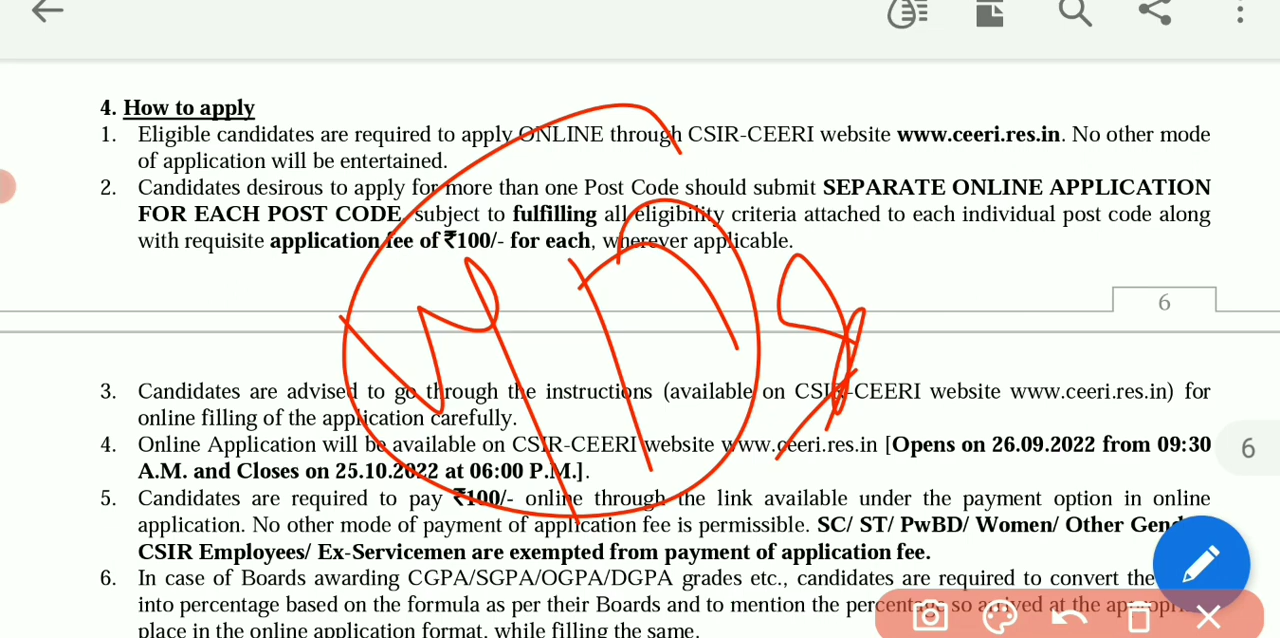 4. How to apply
1. Eligible candidates are required to apply ONLINE through CSIR-CEERI website www.ceeri.res.in. No other mode
of application will be entertained.
2. Candidates desirous to apply for more than one Post Code should submit SEPARATE ONLINE APPLICATION
FOR EACH POST CODE, subject to fulfilling all eligibility criteria attached to each individual post code along
with requisite application fee of ₹100/- for each, wherever applicable.
6
3. Candidates are advised to go through the instructions (available on CSIR-CEERI website www.ceeri.res.in) for
online filling of the application carefully.
4. Online Application will be available on CSIR-CEERI website www.ceeri.res.in [Opens on 26.09.2022 from 09:30
A.M. and Closes on 25.10.2022 at 06:00 P.M.].
6
5. Candidates are required to pay ₹100/- online through the link available under the payment option in online
application. No other mode of payment of application fee is permissible. SC/ ST/ PwBD/ Women/ Other
CSIR Employees/ Ex-Servicemen are exempted from payment of application fee.
6. In case of Boards awarding CGPA/SGPA/OGPA/DGPA grades etc., candidates are required to convert the
into percentage based on the formula as per their Boards and to mention the percentage so arrived at the
place in the online application format, while filling the same.